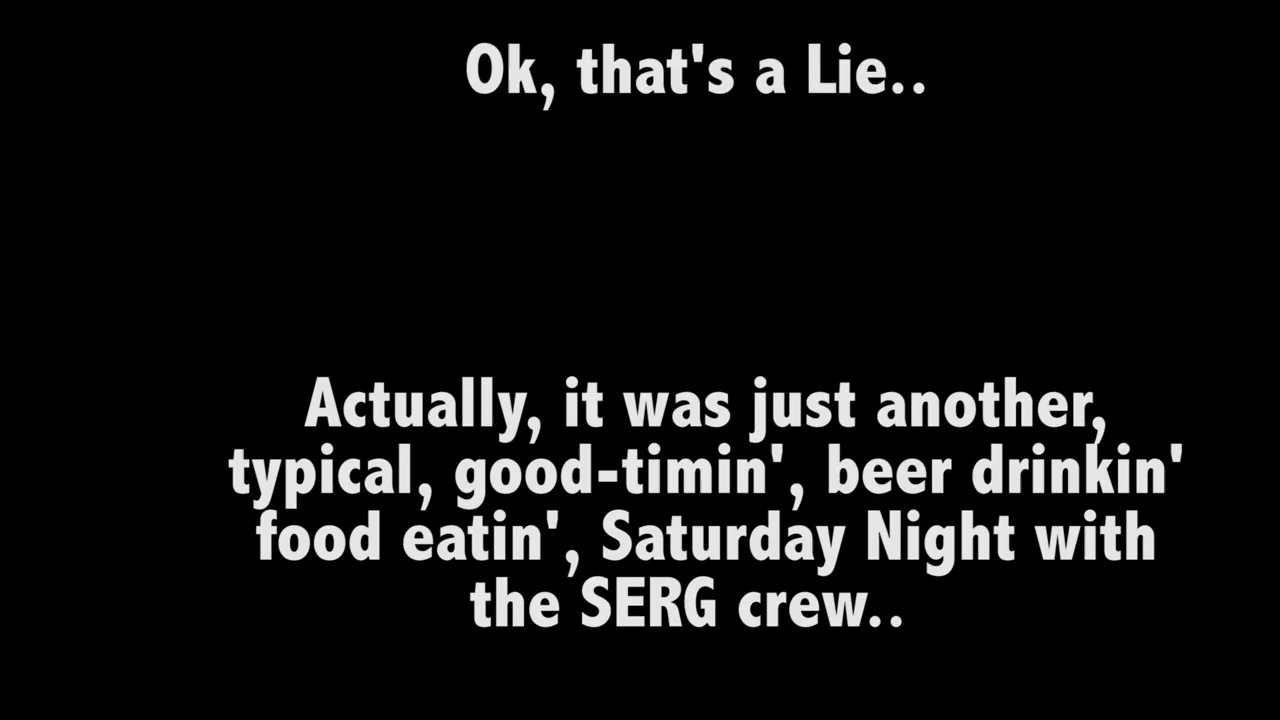 Ok, that's a Lie..
Actually, it was just another,
typical, good-timin', beer drinkin'
food eatin', Saturday Night with
the SERG crew..